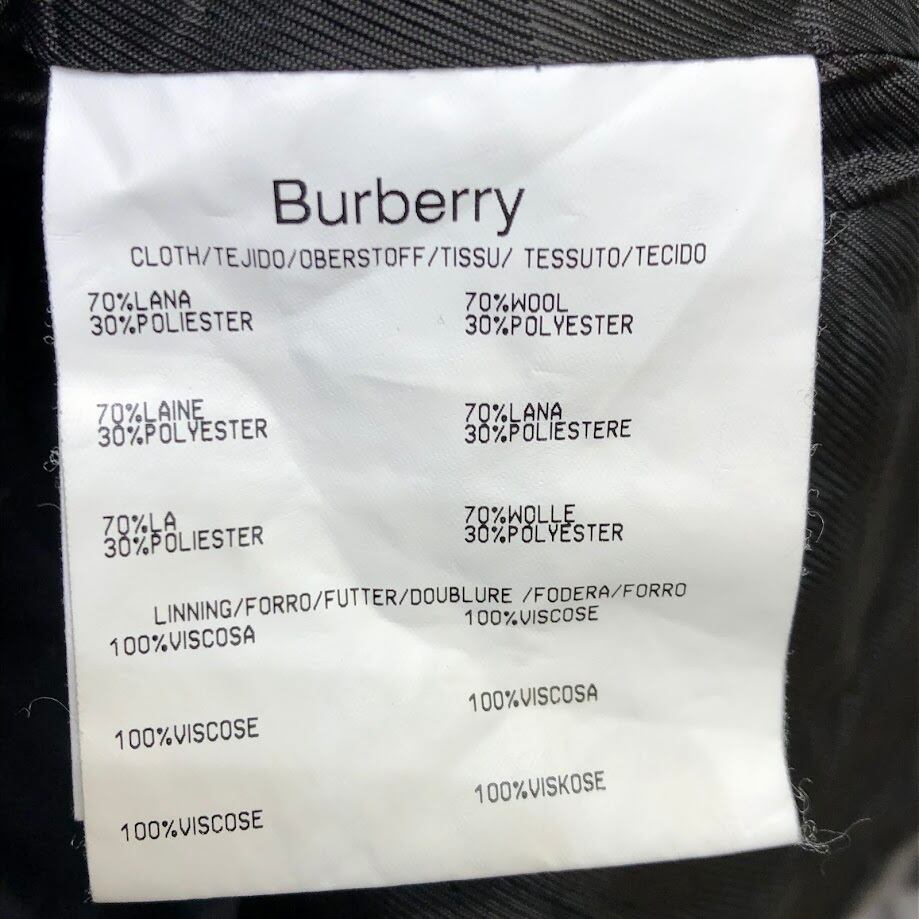 Burberry
CLOTH/TEJIDO/OBERSTOFF/TISSU/ TESSUTO/TECIDO
70%LANA
30%POLIESTER
70%WOOL
30%POLYESTER
70%LAINE
30%POLYESTER
70%LANA
30%POLIESTERE
70%LA
30%POLIESTER
70%WOLLE
30%POLYESTER
LINNING/FORRO/FUTTER/DOUBLURE /FODERA/FORRO
100%VISCOSA
100%VISCOSE
100%VISCOSE
100%VISCOSA
100%VISCOSE
100%VISKOSE